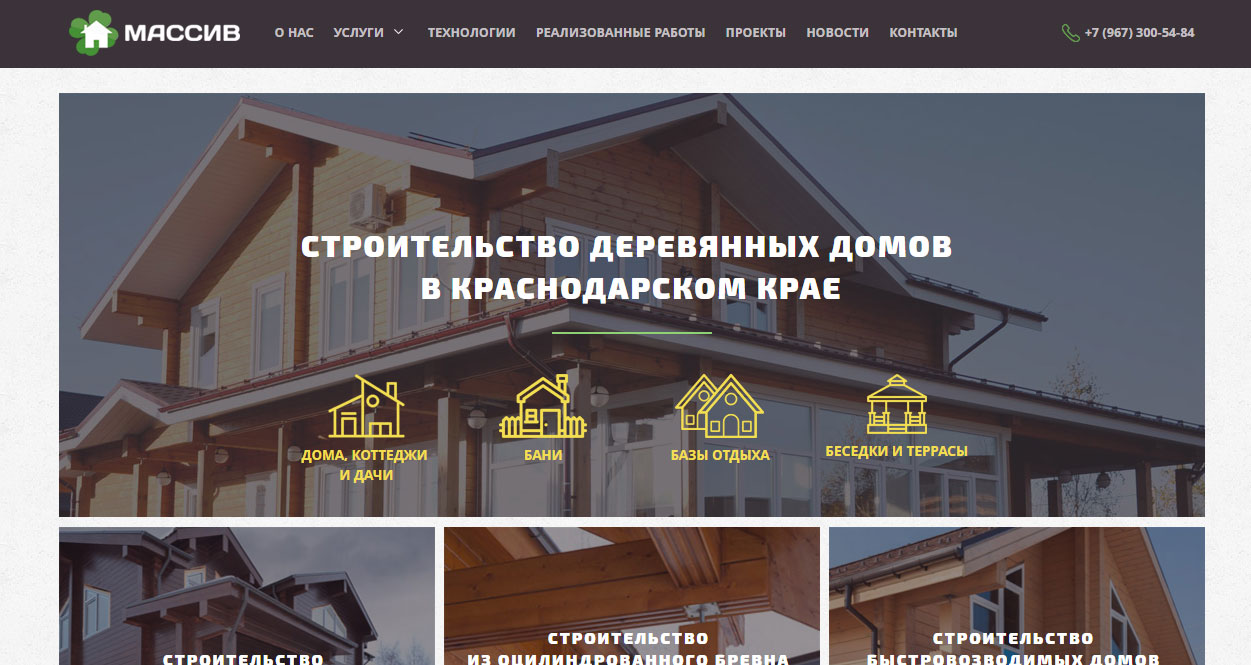 МАССИВ
О НАС УСЛУГИ ТЕХНОЛОГИИ РЕАЛИЗОВАННЫЕ РАБОТЫ ПРОЕКТЫ НОВОСТИ КОНТАКТЫ
+7 (967) 300-54-84
СТРОИТЕЛЬСТВО ДЕРЕВЯННЫХ ДОМОВ
В КРАСНОДАРСКОМ КРАЕ
ДОМА, КОТТЕДЖИ
И ДАЧИ
БАНИ
БАЗЫ ОТДЫХА
БЕСЕДКИ И ТЕРРАСЫ
СТРОИТЕЛЬСТВО
СТРОИТЕЛЬСТВО
ИЗ ОЦИЛИНДРОВАННОГО БРЕВНА
СТРОИТЕЛЬСТВО
БЫСТРОВОЗВОДИМЫХ ДОМОВ